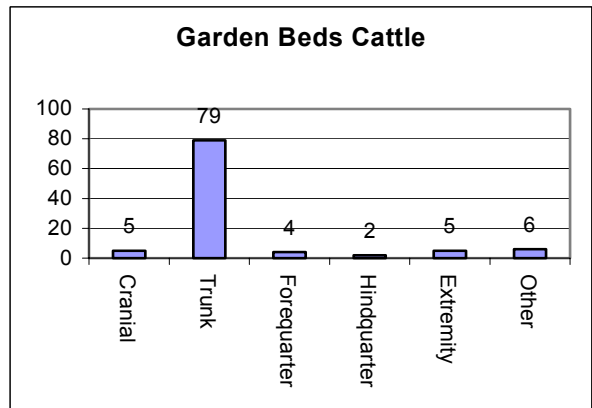 Garden Beds Cattle
100
80
60
40
20
0
5
79
4
2
5
6
Cranial
Trunk
Forequarter
Hindquarter
Extremity
Other